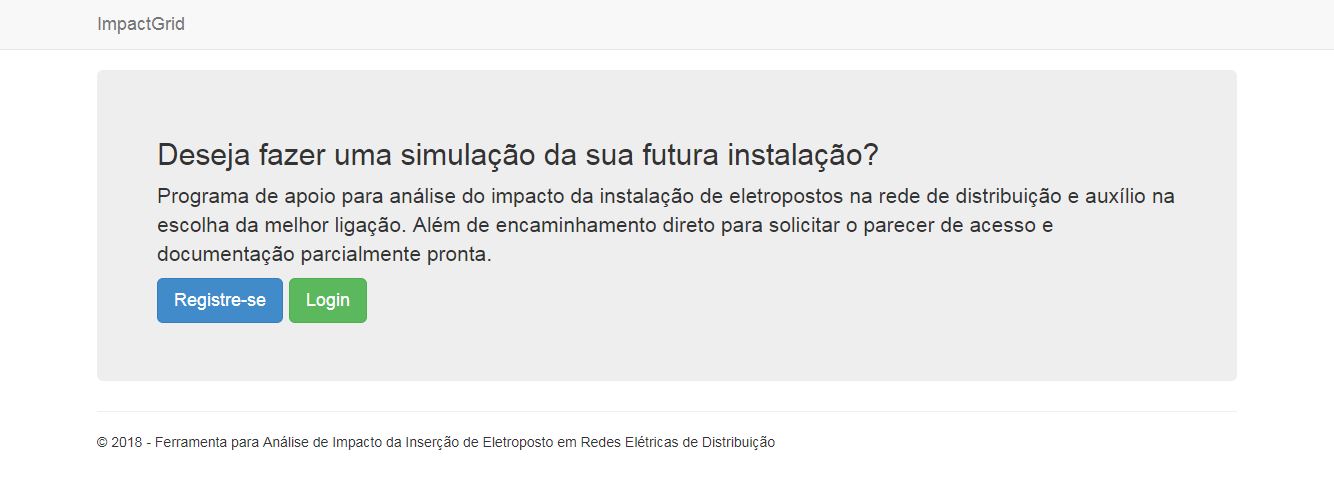 ImpactGrid
Deseja fazer uma simulação da sua futura instalação?
Programa de apoio para análise do impacto da instalação de eletropostos na rede de distribuição e auxílio na
escolha da melhor ligação. Além de encaminhamento direto para solicitar o parecer de acesso e
documentação parcialmente pronta.
Registre-se Login
© 2018 - Ferramenta para Análise de Impacto da Inserção de Eletroposto em Redes Elétricas de Distribuição